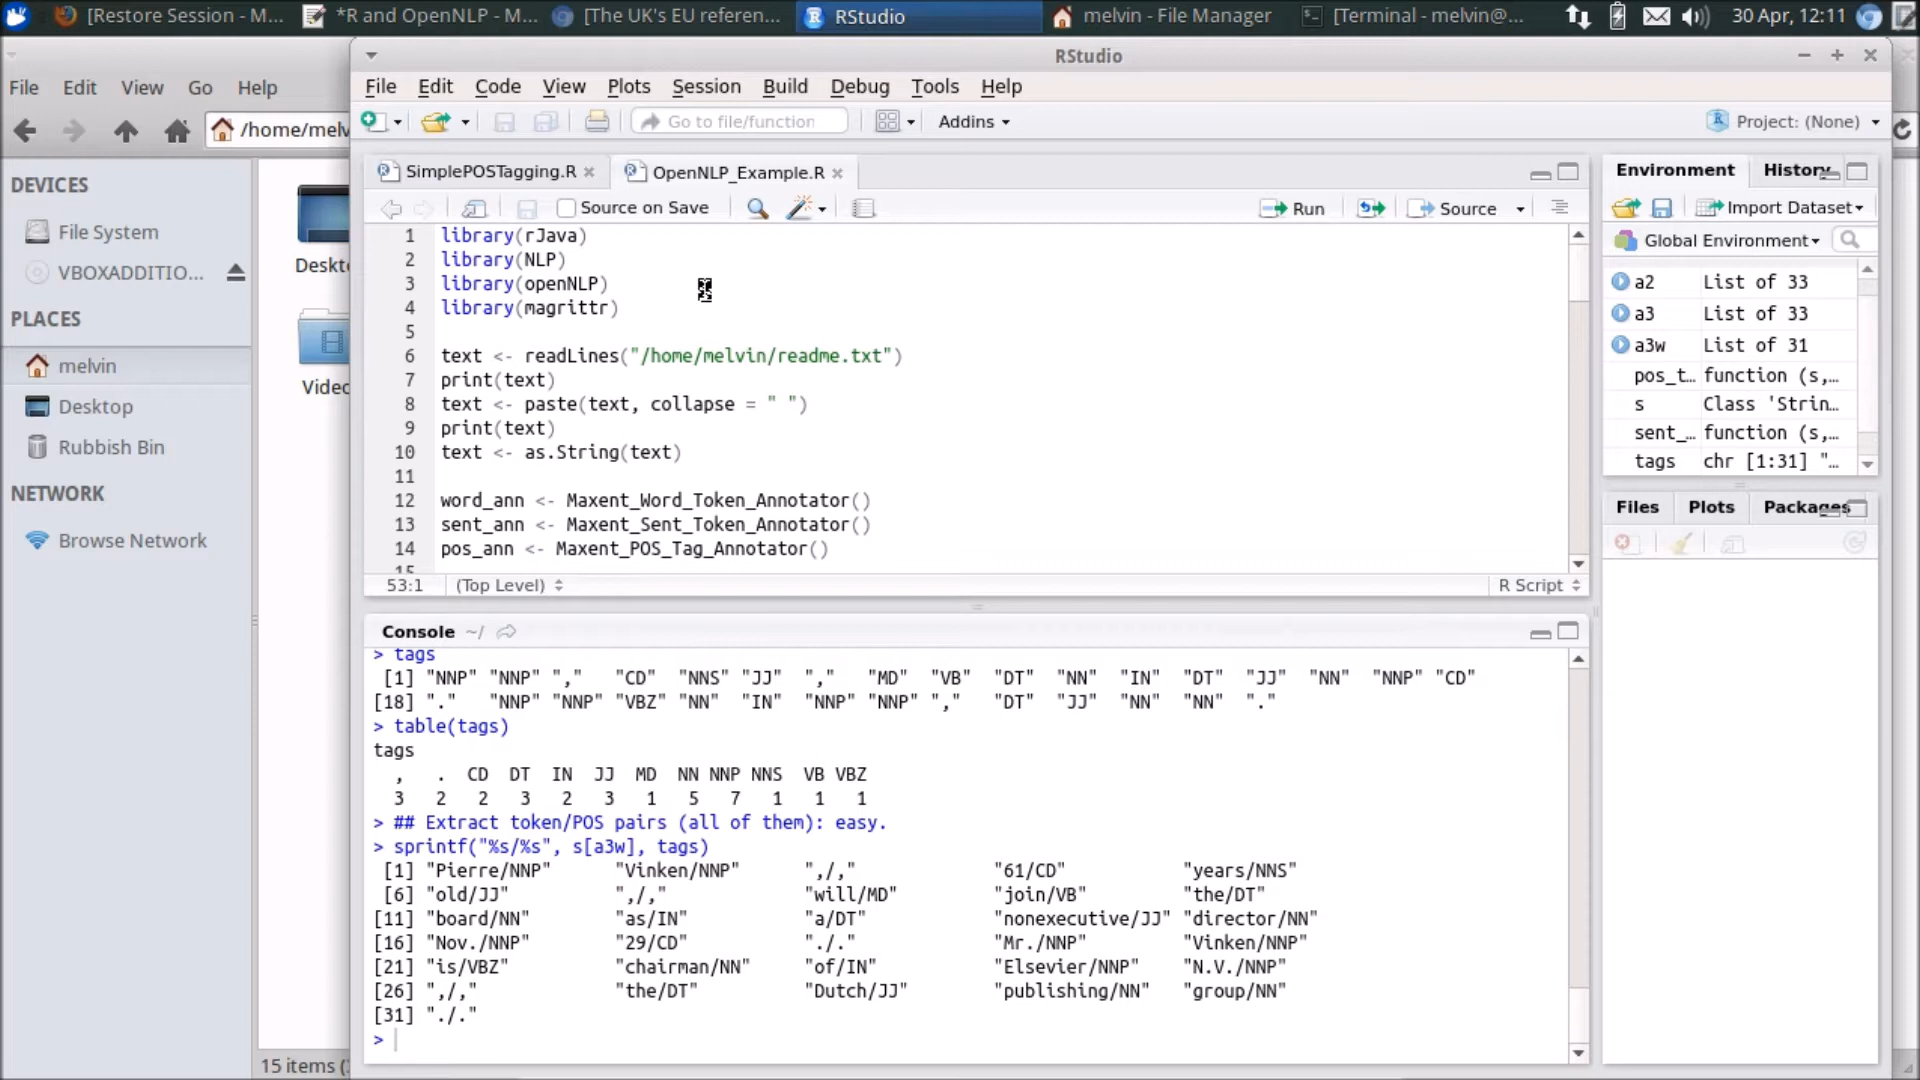 [Restore Session - M...
*R and OpenNLP - M...
[The UK's EU referen...
RStudio
melvin - File Manager
[Terminal - melvin@...
30 Apr, 12:11
File Edit View Go Help
/home/melv
DEVICES
File System
VBOXADDITIO...
PLACES
melvin
Desktop
Rubbish Bin
NETWORK
Browse Network
Deskt
Videc
15 items (
RStudio
File Edit Code View Plots Session Build Debug Tools Help
Go to file/function
Addins
Project: (None)
SimplePOSTagging.R
OpenNLP_Example.R
Source on Save
Run
Source
1 library(rJava)
2 library(NLP)
3 library(openNLP)
4 library(magrittr)
5
6 text <- readLines("/home/melvin/readme.txt")
7 print(text)
8 text <- paste(text, collapse = " ")
9 print(text)
10 text <- as.String(text)
11
12 word_ann <- Maxent_Word_Token_Annotator()
13 sent_ann <- Maxent_Sent_Token_Annotator()
14 pos_ann <- Maxent_POS_Tag_Annotator()
15
53:1 (Top Level) R Script
Console ~/
> tags
[1] "NNP" "NNP" "," "CD" "NNS" "JJ" "," "MD" "VB" "DT" "NN" "IN" "DT" "JJ" "NN" "NNP" "CD"
[18] "." "NNP" "NNP" "VBZ" "NN" "IN" "NNP" "NNP" "," "DT" "JJ" "NN" "NN" "."
> table(tags)
tags
, . CD DT IN JJ MD NN NNP NNS VB VBZ
3 2 2 3 2 3 1 5 7 1 1 1
> ## Extract token/POS pairs (all of them): easy.
> sprintf("%s/%s", s[a3w], tags)
[1] "Pierre/NNP" "Vinken/NNP" ",/," "61/CD" "years/NNS"
[6] "old/JJ" ",/," "will/MD" "join/VB" "the/DT"
[11] "board/NN" "as/IN" "a/DT" "nonexecutive/JJ" "director/NN"
[16] "Nov./NNP" "29/CD" "./." "Mr./NNP" "Vinken/NNP"
[21] "is/VBZ" "chairman/NN" "of/IN" "Elsevier/NNP" "N.V./NNP"
[26] ",/," "the/DT" "Dutch/JJ" "publishing/NN" "group/NN"
[31] "./."
>
Environment History
Import Dataset
Global Environment
a2 List of 33
a3 List of 33
a3w List of 31
pos_t... function (s,...
s Class 'Strin...
sent_... function (s,...
tags chr [1:31] "...
Files Plots Packages